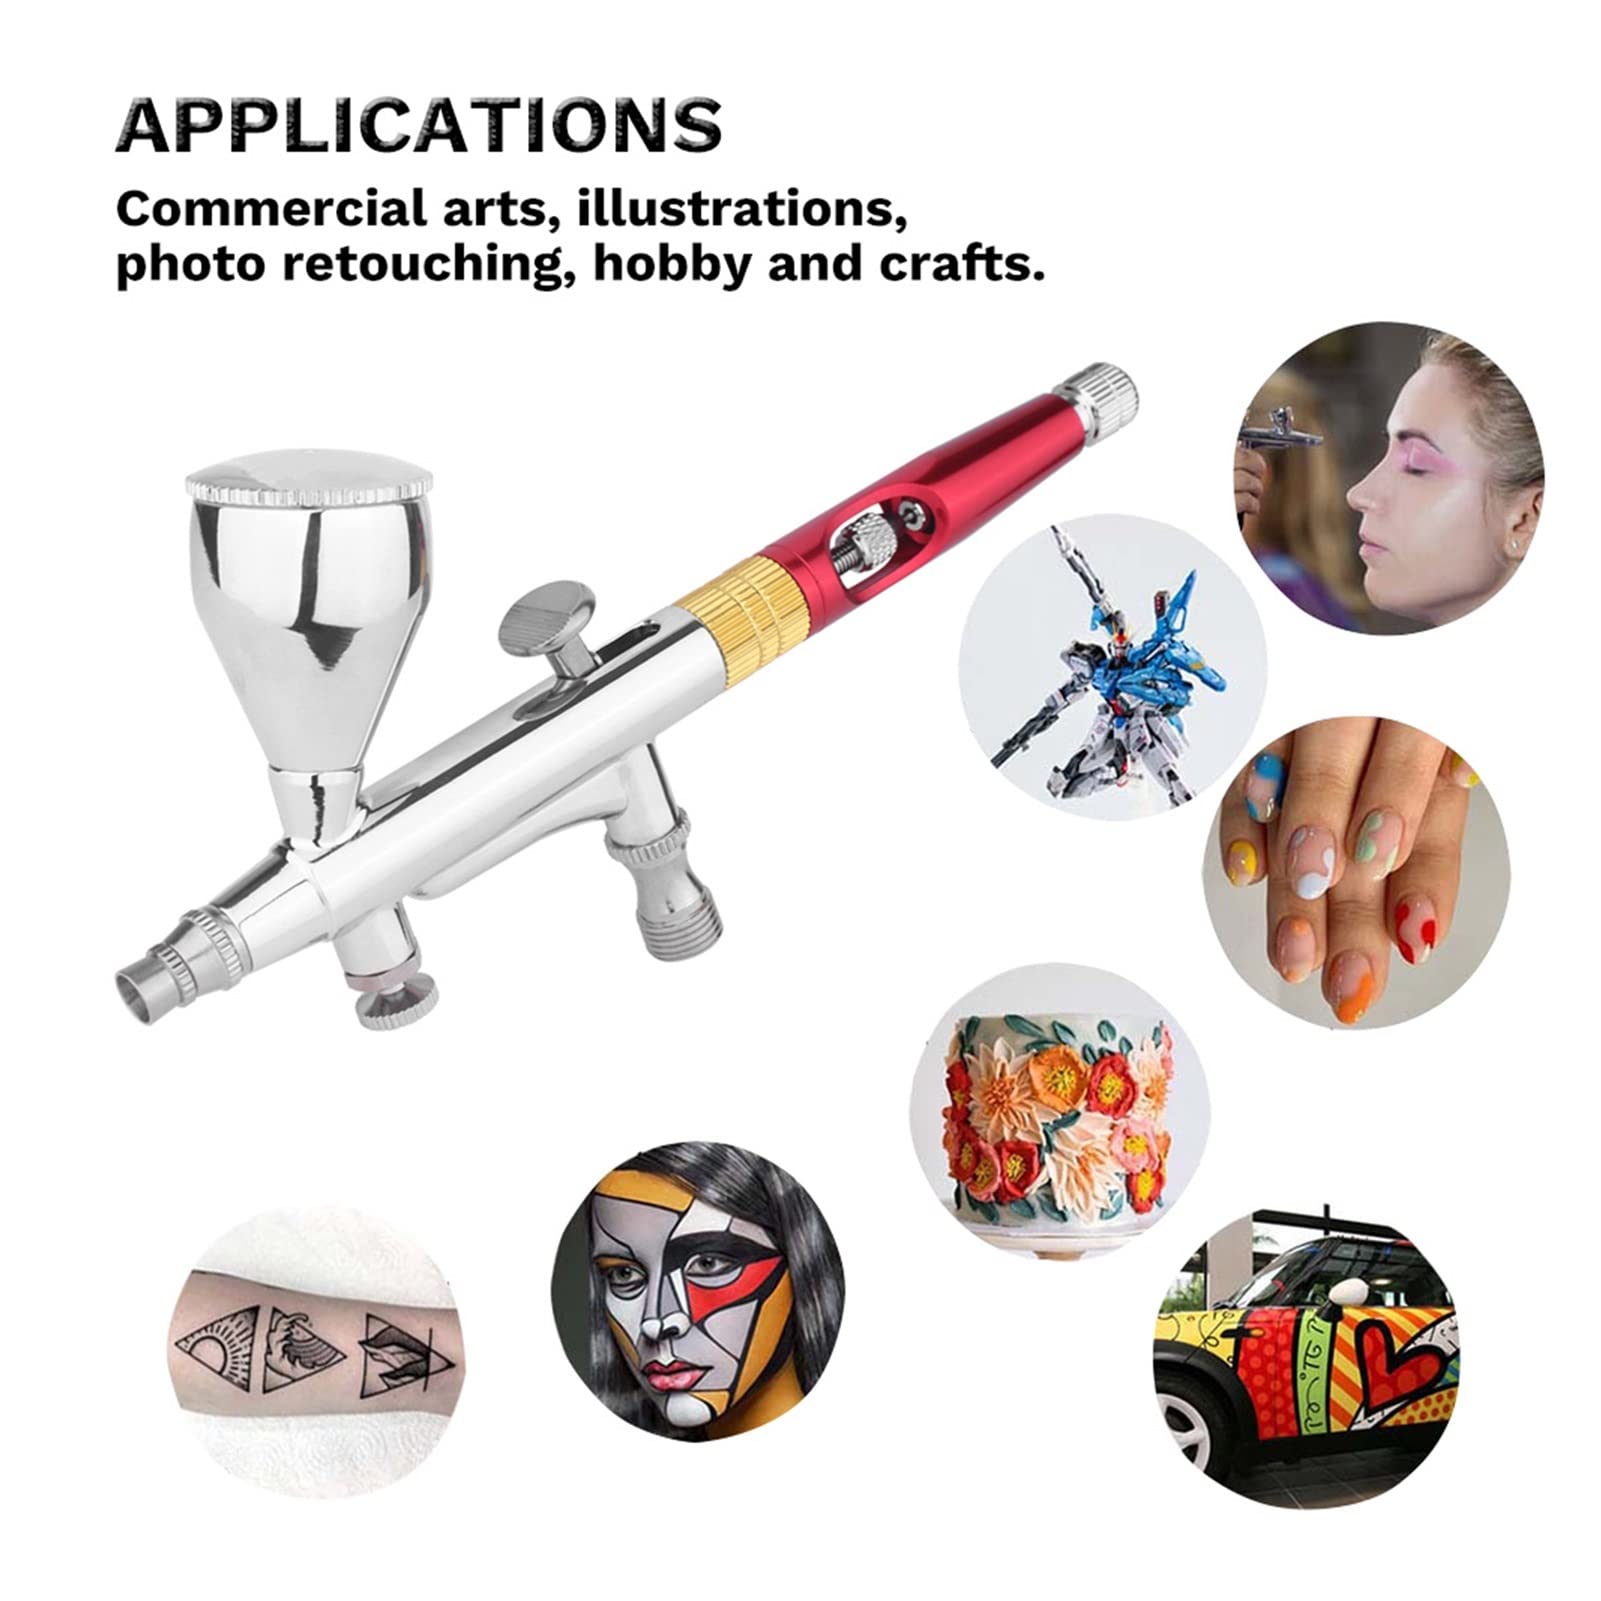 APPLICATIONS
Commercial arts, illustrations,
photo retouching, hobby and crafts.